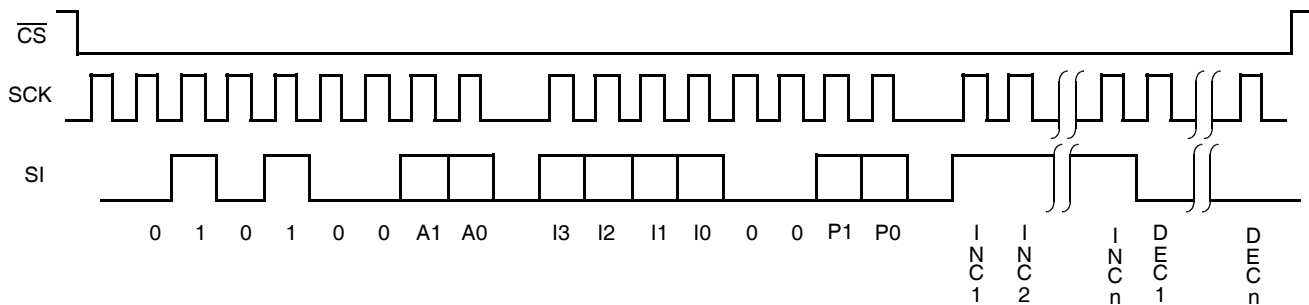 CS
SCK
SI
0 1 0 1 0 0 A1 A0 I3 I2 I1 I0 0 0 P1 P0
INC1
INC2
INCn
DEC1
DECn